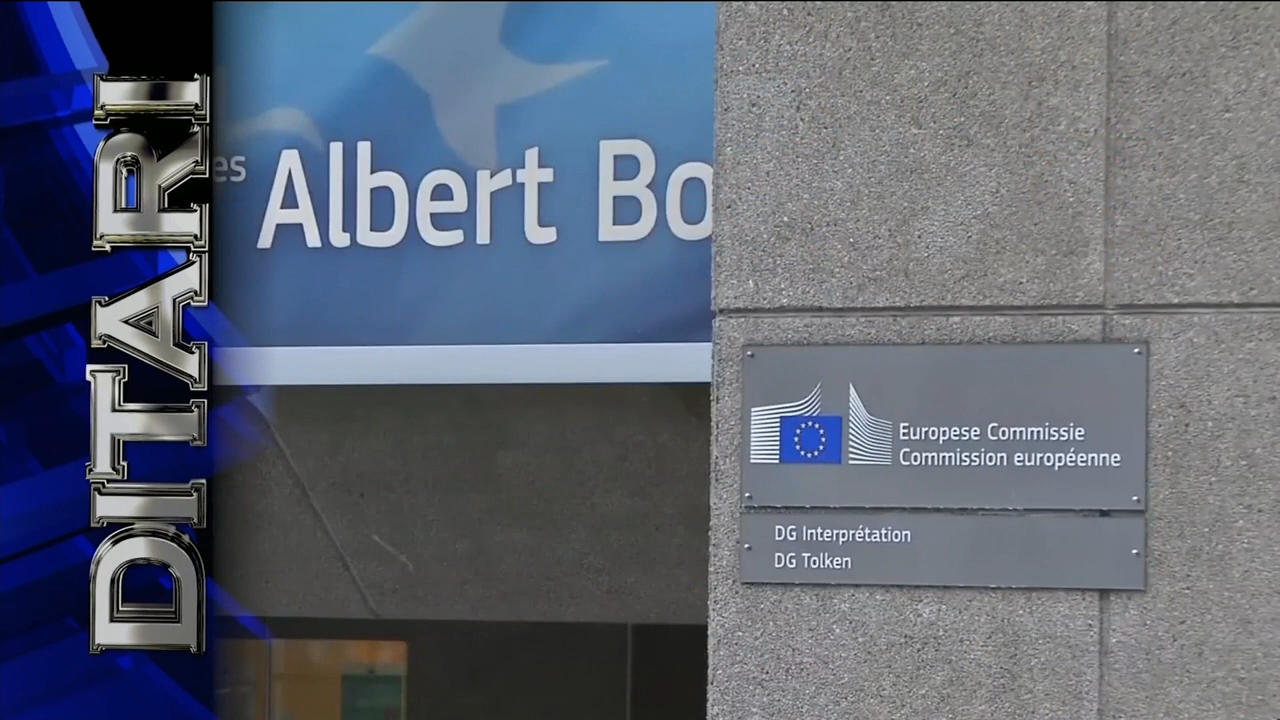 DITARI
es
Albert Bo
Europese Commissie
Commission européenne
DG Interprétation
DG Tolken